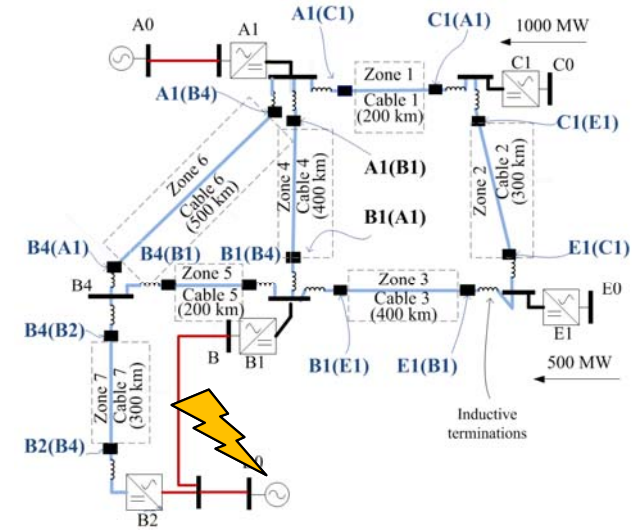 A0
A1
A1(C1)
C1(A1)
1000 MW
Zone 1
Cable 1
(200 km)
C1
C0
A1(B4)
C1(E1)
Zone 6
Cable 6
(500 km)
Zone 4
Cable 4
(400 km)
A1(B1)
Zone 2
Cable 2
(300 km)
B1(A1)
B4(A1)
B4(B1)
B1(B4)
E1(C1)
B4
Zone 5
Cable 5
(200 km)
Zone 3
Cable 3
(400 km)
E0
E1
B4(B2)
B
B1
B1(E1)
E1(B1)
500 MW
Zone 7
Cable 7
(300 km)
Inductive
terminations
B2(B4)
B2